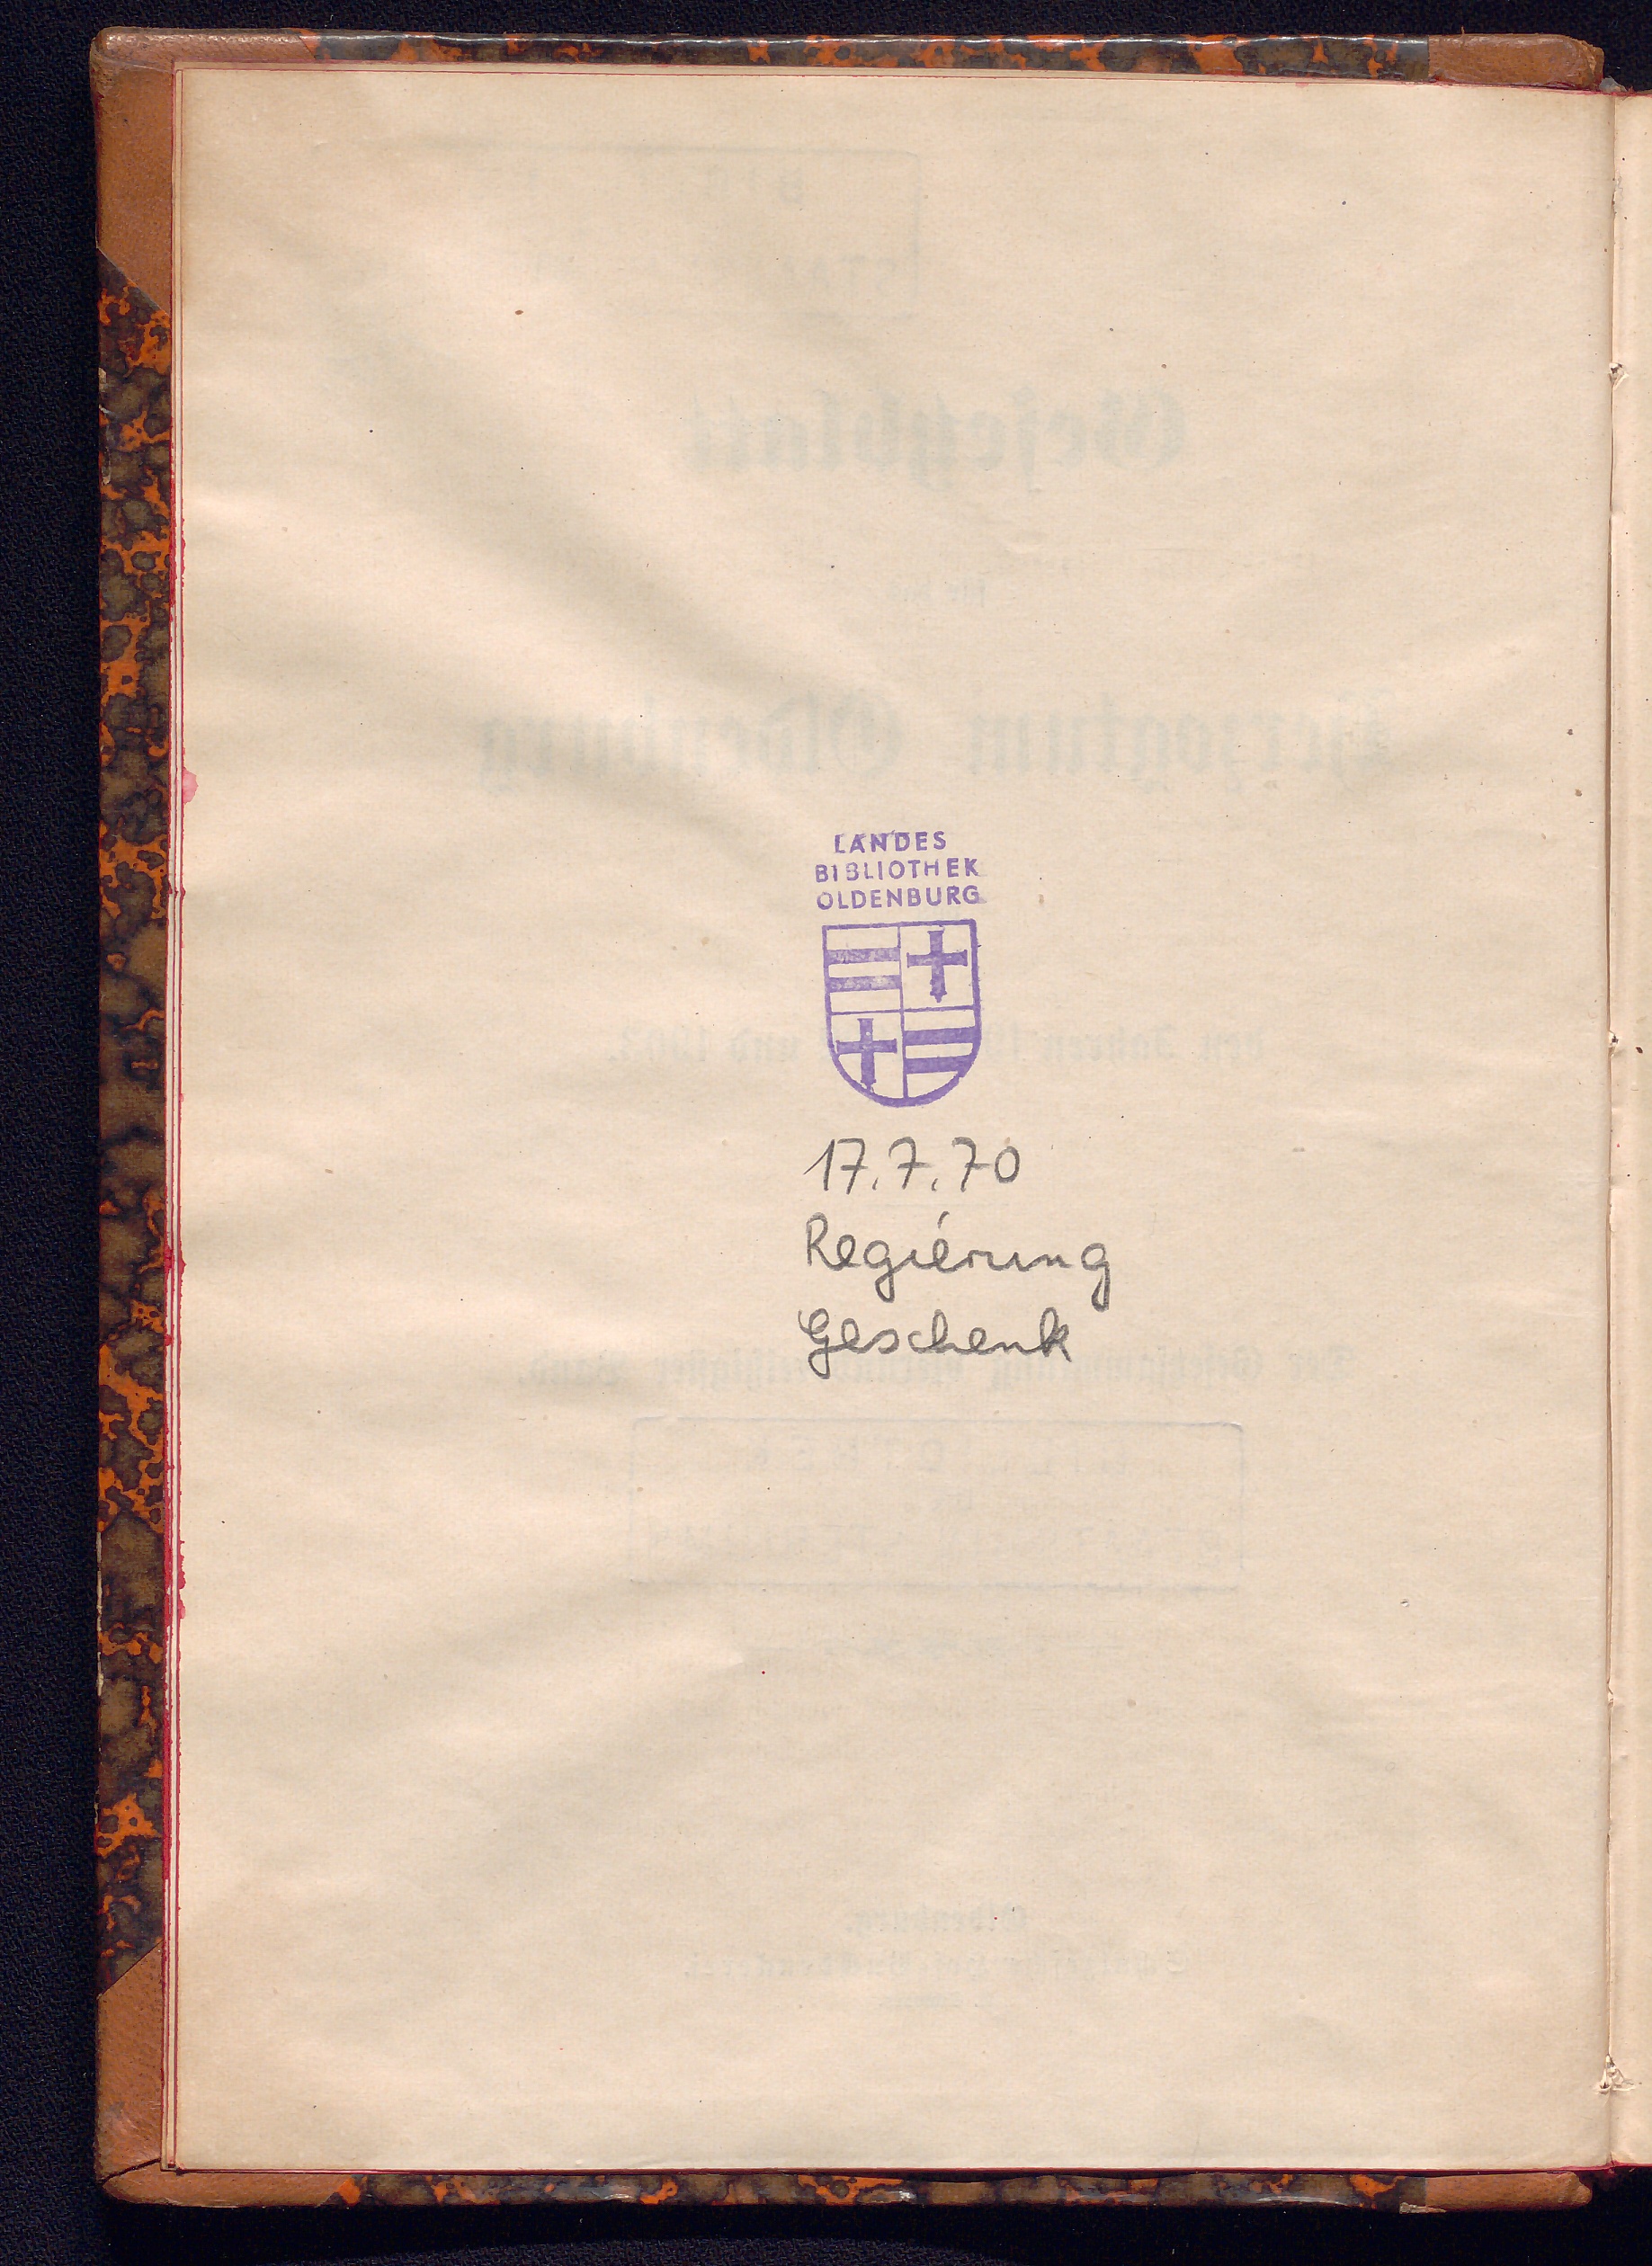 LANDES
BIBLIOTHEK
OLDENBURG
17.7.70
Regierung
Geschenk